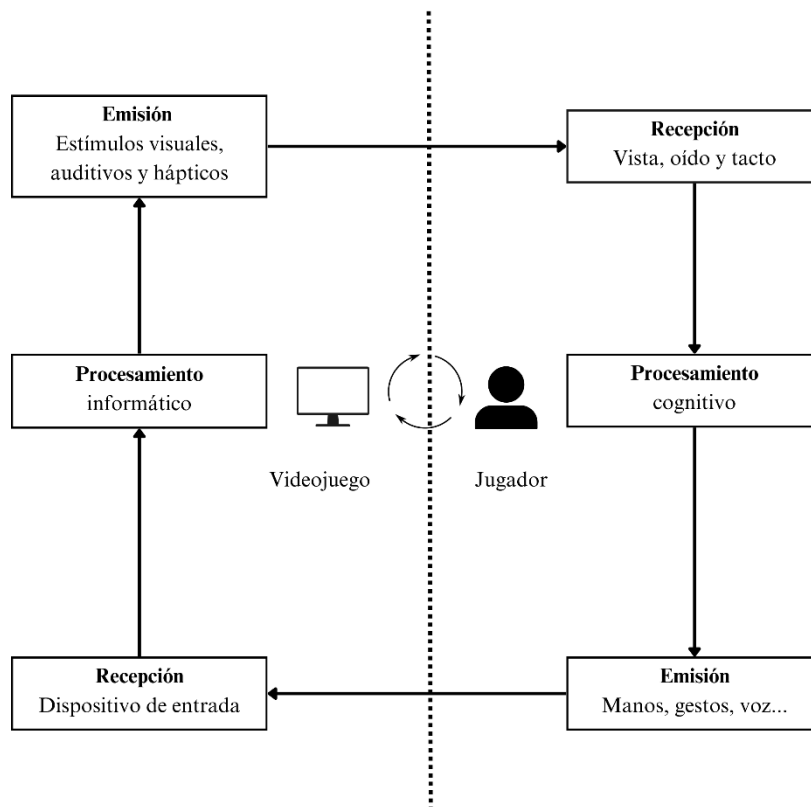 Emisión
Estímulos visuales,
auditivos y hápticos
Recepción
Vista, oído y tacto
Procesamiento
informático
Procesamiento
cognitivo
Videojuego
Jugador
Recepción
Dispositivo de entrada
Emisión
Manos, gestos, voz...